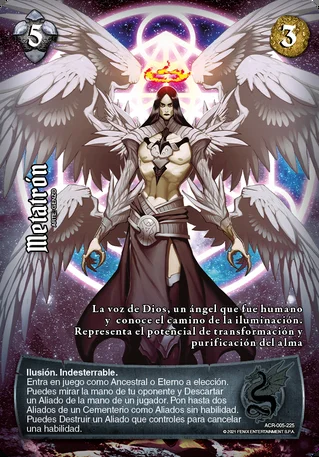 5
3
Metatrón
La voz de Dios, un ángel que fue humano
y conoce el camino de la iluminación.
Representa el potencial de transformación y
purificación del alma
Ilusión. Indesterrable.
Entra en juego como Ancestral o Eterno a elección.
Puedes mirar la mano de tu oponente y Descartar
un Aliado de la mano de un jugador. Pon hasta dos
Aliados de un Cementerio como Aliados sin habilidad.
Puedes Destruir un Aliado que controles para cancelar
una habilidad.
ACR-005-225
© 2021 FENIX ENTERTAINMENT S.P.A.